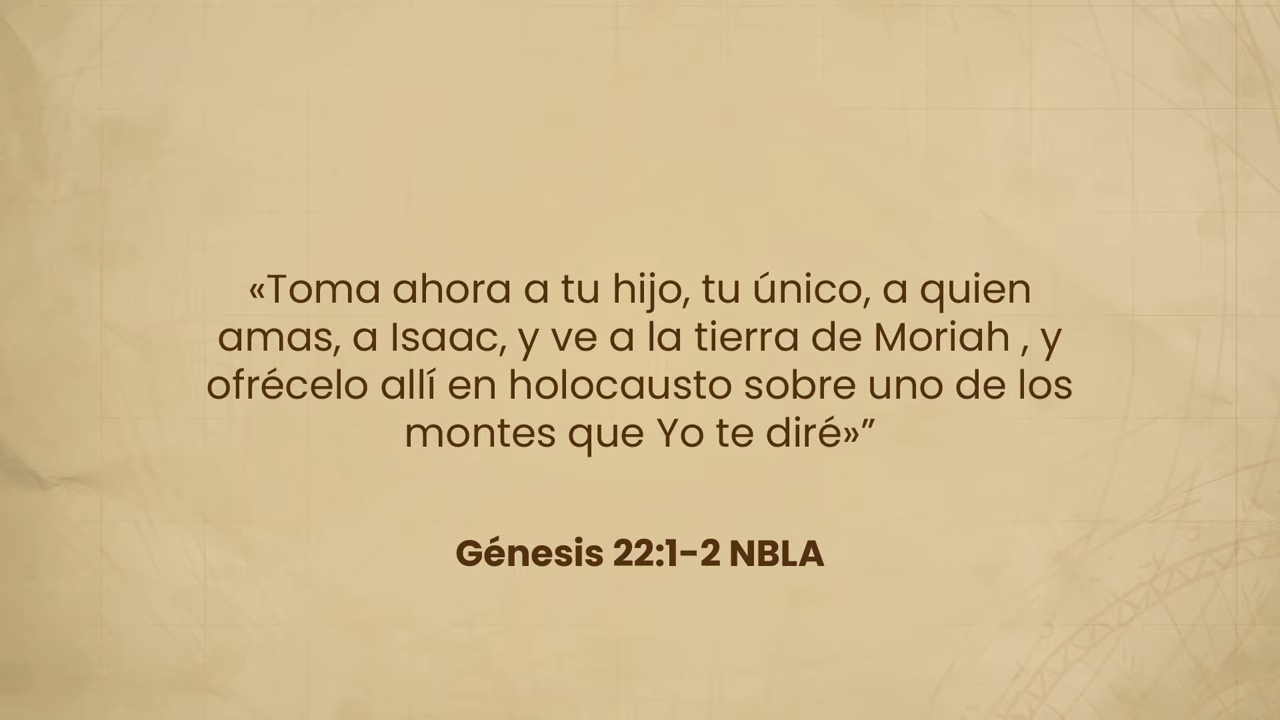 «Toma ahora a tu hijo, tu único, a quien
amas, a Isaac, y ve a la tierra de Moriah , y
ofrécelo allí en holocausto sobre uno de los
montes que Yo te diré»”
Génesis 22:1-2 NBLA